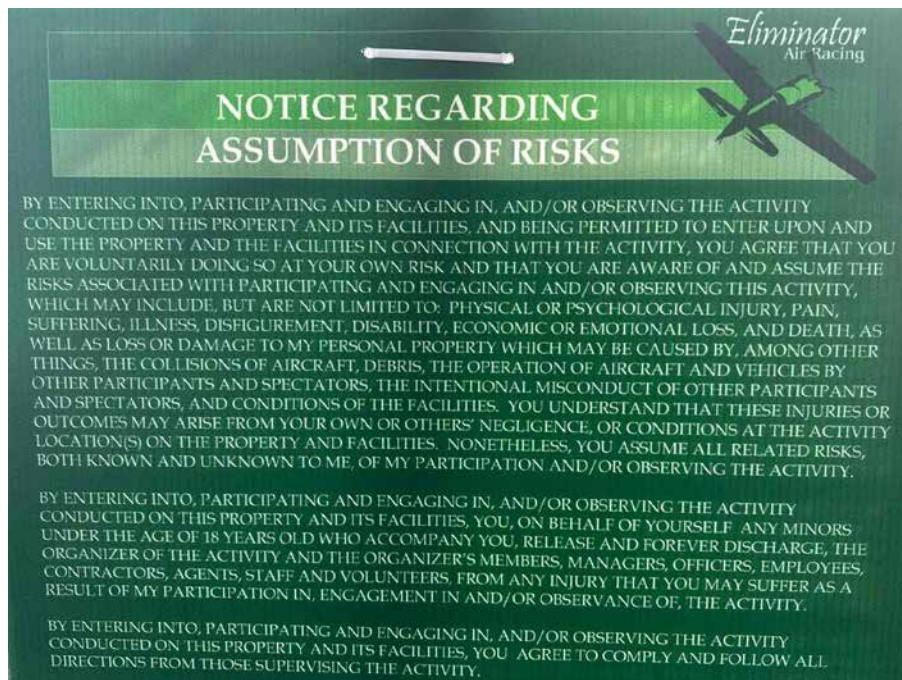 Eliminator
Air Racing
NOTICE REGARDING
ASSUMPTION OF RISKS
BY ENTERING INTO, PARTICIPATING AND ENGAGING IN, AND/OR OBSERVING THE ACTIVITY
CONDUCTED ON THIS PROPERTY AND ITS FACILITIES, AND BEING PERMITTED TO ENTER UPON AND
USE THE PROPERTY AND THE FACILITIES IN CONNECTION WITH THE ACTIVITY, YOU AGREE THAT YOU
ARE VOLUNTARILY DOING SO AT YOUR OWN RISK AND THAT YOU ARE AWARE OF AND ASSUME THE
RISKS ASSOCIATED WITH PARTICIPATING AND ENGAGING IN AND/OR OBSERVING THIS ACTIVITY,
WHICH MAY INCLUDE, BUT ARE NOT LIMITED TO: PHYSICAL OR PSYCHOLOGICAL INJURY, PAIN,
SUFFERING, ILLNESS, DISFIGUREMENT, DISABILITY, ECONOMIC OR EMOTIONAL LOSS, AND DEATH, AS
WELL AS LOSS OR DAMAGE TO MY PERSONAL PROPERTY WHICH MAY BE CAUSED BY, AMONG OTHER
THINGS, THE COLLISIONS OF AIRCRAFT, DEBRIS, THE OPERATION OF AIRCRAFT AND VEHICLES BY
OTHER PARTICIPANTS AND SPECTATORS, THE INTENTIONAL MISCONDUCT OF OTHER PARTICIPANTS
AND SPECTATORS, AND CONDITIONS OF THE FACILITIES. YOU UNDERSTAND THAT THESE INJURIES OR
OUTCOMES MAY ARISE FROM YOUR OWN OR OTHERS' NEGLIGENCE, OR CONDITIONS AT THE ACTIVITY
LOCATION(S) ON THE PROPERTY AND FACILITIES. NONETHELESS, YOU ASSUME ALL RELATED RISKS,
BOTH KNOWN AND UNKNOWN TO ME, OF MY PARTICIPATION AND/OR OBSERVING THE ACTIVITY.
BY ENTERING INTO, PARTICIPATING AND ENGAGING IN, AND/OR OBSERVING THE ACTIVITY
CONDUCTED ON THIS PROPERTY AND ITS FACILITIES, YOU, ON BEHALF OF YOURSELF ANY MINORS
UNDER THE AGE OF 18 YEARS OLD WHO ACCOMPANY YOU, RELEASE AND FOREVER DISCHARGE, THE
ORGANIZER OF THE ACTIVITY AND THE ORGANIZER'S MEMBERS, MANAGERS, OFFICERS, EMPLOYEES,
CONTRACTORS, AGENTS, STAFF AND VOLUNTEERS, FROM ANY INJURY THAT YOU MAY SUFFER AS A
RESULT OF MY PARTICIPATION IN, ENGAGEMENT IN AND/OR OBSERVANCE OF, THE ACTIVITY.
BY ENTERING INTO, PARTICIPATING AND ENGAGING IN, AND/OR OBSERVING THE ACTIVITY
CONDUCTED ON THIS PROPERTY AND ITS FACILITIES, YOU AGREE TO COMPLY AND FOLLOW ALL
DIRECTIONS FROM THOSE SUPERVISING THE ACTIVITY.